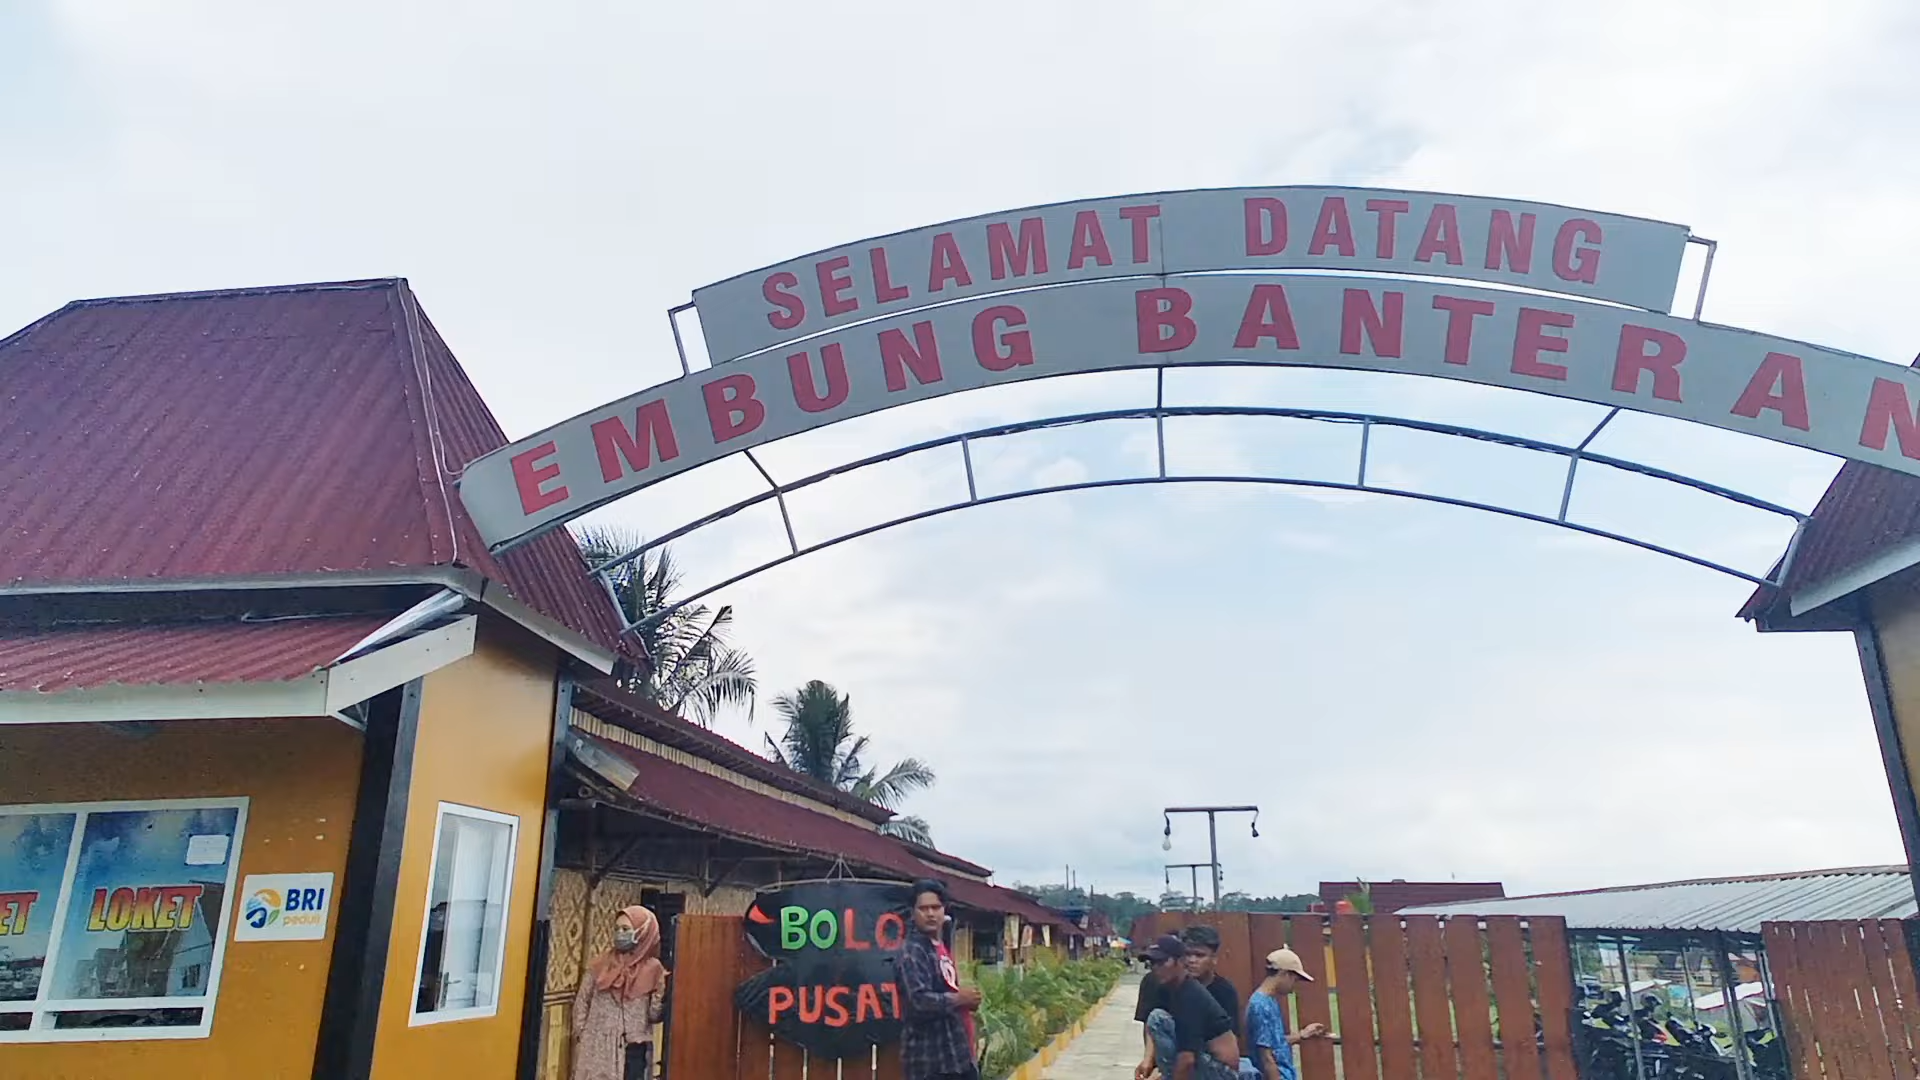 SELAMAT DATANG
EMBUNG BANTERAN
LOKET
BRI
peduli
BOLO
PUSAT